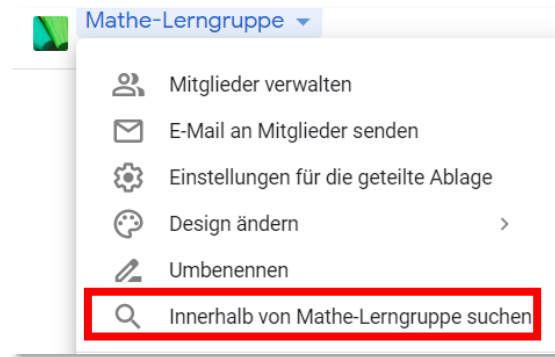 Mathe-Lerngruppe
Mitglieder verwalten
E-Mail an Mitglieder senden
Einstellungen für die geteilte Ablage
Design ändern
Umbenennen
Innerhalb von Mathe-Lerngruppe suchen